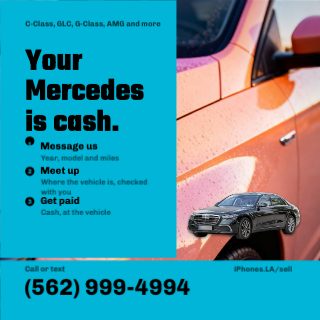 C-Class, GLC, G-Class, AMG and more
Your
Mercedes
is cash.
Message us
Year, model and miles
2 Meet up
Where the vehicle is, checked
with you
3 Get paid
Cash, at the vehicle
Call or text
iPhones.LA/sell
(562) 999-4994